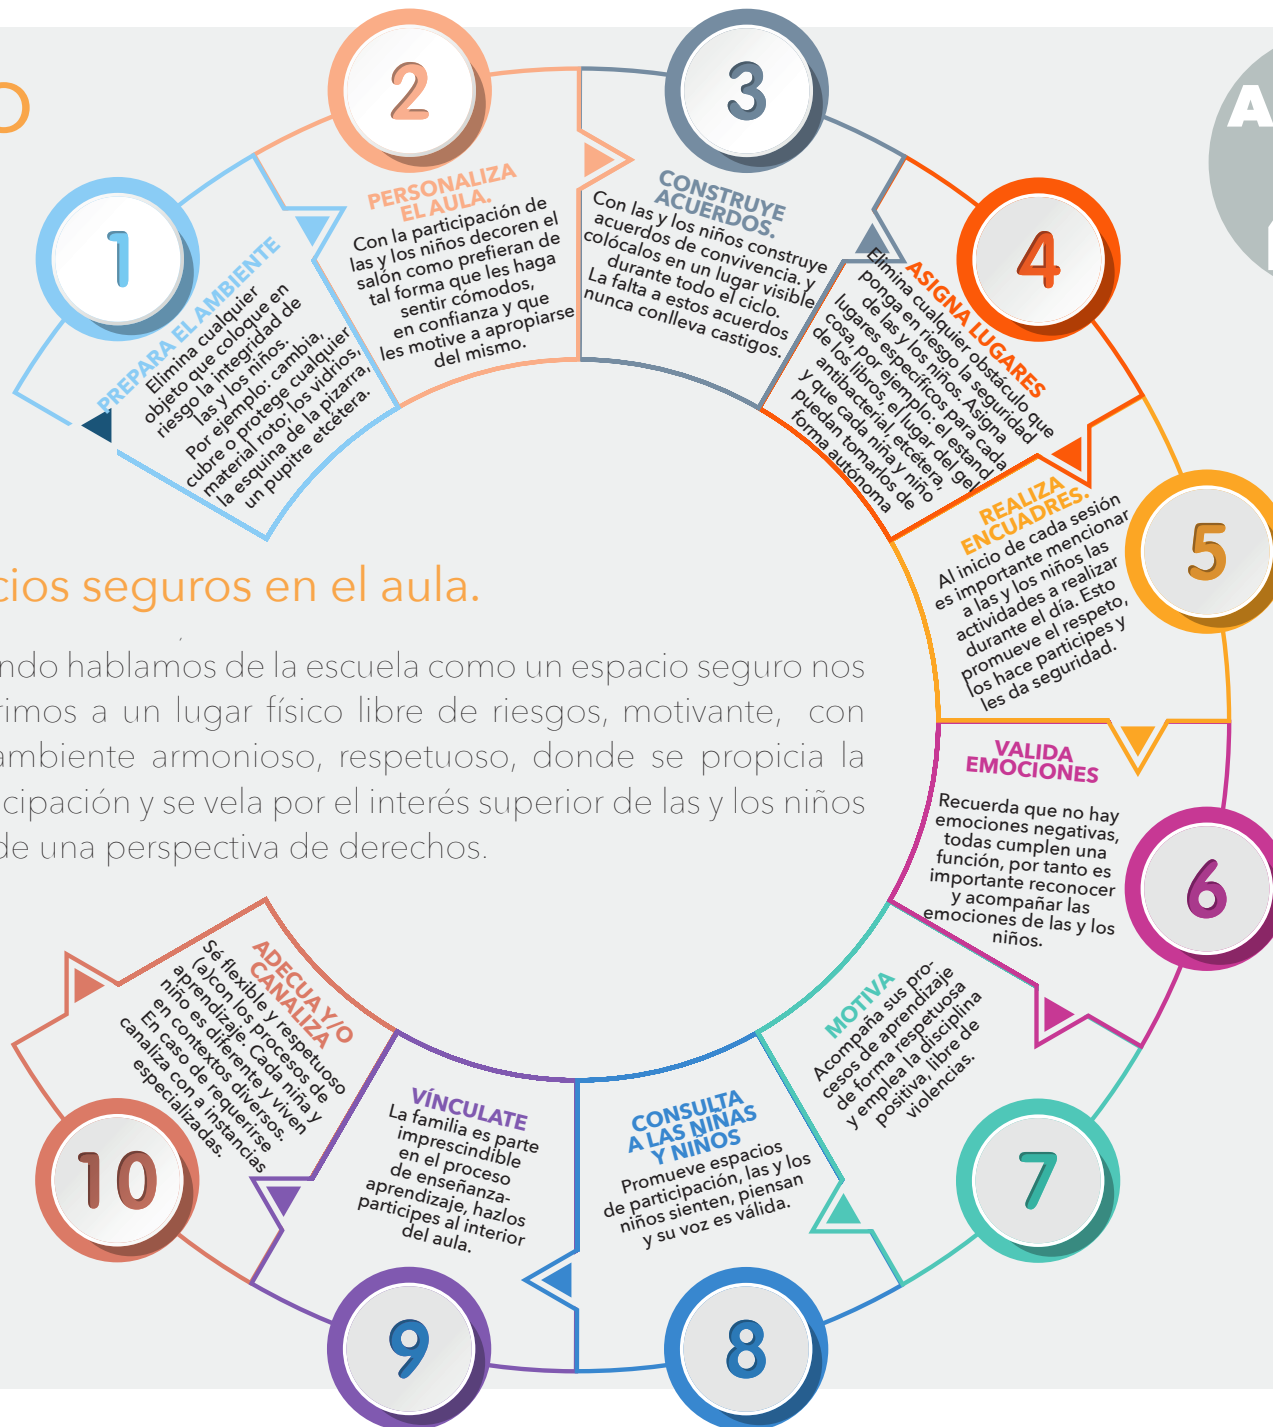 O
A
1
PREPARA EL AMBIENTE
Elimina cualquier
objeto que coloque en
riesgo la integridad de
las y los niños.
Por ejemplo: cambia,
cubre o protege cualquier
material roto; los vidrios,
la esquina de la pizarra,
un pupitre etcétera.
2
PERSONALIZA
EL AULA.
Con la participación de
las y los niños decoren el
salón como prefieran de
tal forma que les haga
sentir cómodos,
en confianza y que
les motive a apropiarse
del mismo.
3
CONSTRUYE
ACUERDOS.
Con las y los niños construye
acuerdos de convivencia. y
colócalos en un lugar visible
durante todo el ciclo.
La falta a estos acuerdos
nunca conlleva castigos.
4
ASIGNA LUGARES
Elimina cualquier obstáculo que
ponga en riesgo la seguridad
de las y los niños. Asigna
lugares específicos para cada
cosa, por ejemplo: el estand
de los libros, el lugar del gel
antibacterial, etcétera,
y que cada niña y niño
puedan tomarlos de
forma autónoma
5
REALIZA
ENCUADRES.
Al inicio de cada sesión
es importante mencionar
a las y los niños las
actividades a realizar
durante el día. Esto
promueve el respeto,
los hace participes y
les da seguridad.
cios seguros en el aula.
ndo hablamos de la escuela como un espacio seguro nos
rimos a un lugar físico libre de riesgos, motivante, con
ambiente armonioso, respetuoso, donde se propicia la
cipación y se vela por el interés superior de las y los niños
de una perspectiva de derechos.
6
VALIDA
EMOCIONES
Recuerda que no hay
emociones negativas,
todas cumplen una
función, por tanto es
importante reconocer
y acompañar las
emociones de las y los
niños.
7
MOTIVA
Acompaña sus pro-
cesos de aprendizaje
de forma respetuosa
y emplea la disciplina
positiva, libre de
violencias.
8
CONSULTA
A LAS NIÑAS
Y NIÑOS
Promueve espacios
de participación, las y los
niños sienten, piensan
y su voz es válida.
9
VÍNCULATE
La familia es parte
imprescindible
en el proceso
de enseñanza-
aprendizaje, hazlos
participes al interior
del aula.
10
ADECUA Y/O
CANALIZA
Sé flexible y respetuoso
(a)con los procesos de
aprendizaje. Cada niña y
niño es diferente y viven
en contextos diversos.
En caso de requerirse
canaliza con a instancias
especializadas.